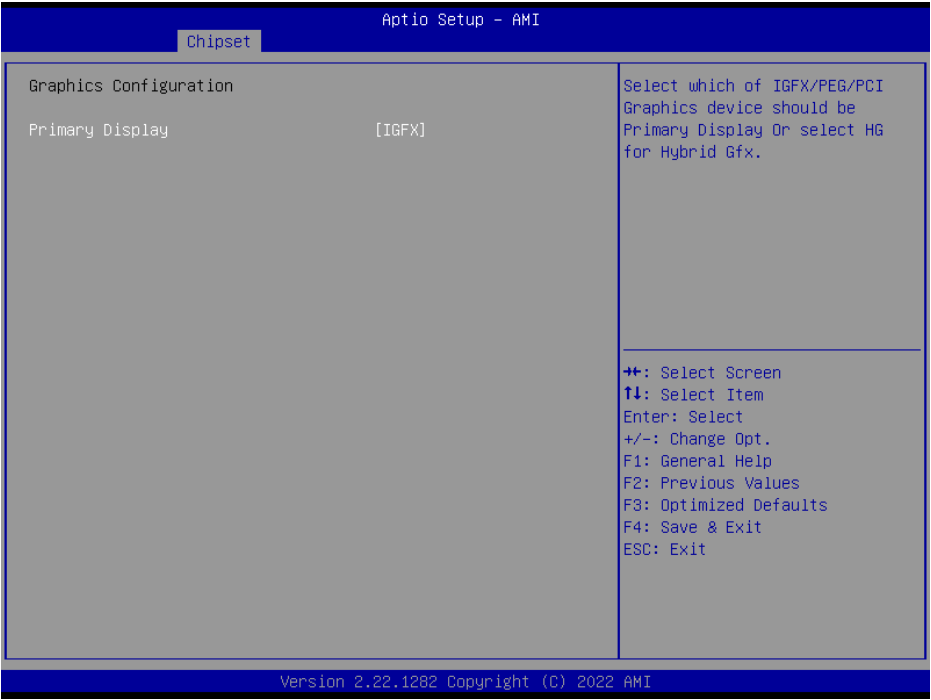 Aptio Setup - AMI
Chipset
Graphics Configuration
Primary Display [IGFX]
Select which of IGFX/PEG/PCI
Graphics device should be
Primary Display Or select HG
for Hybrid Gfx.
→←: Select Screen
↑↓: Select Item
Enter: Select
+/-: Change Opt.
F1: General Help
F2: Previous Values
F3: Optimized Defaults
F4: Save & Exit
ESC: Exit
Version 2.22.1282 Copyright (C) 2022 AMI